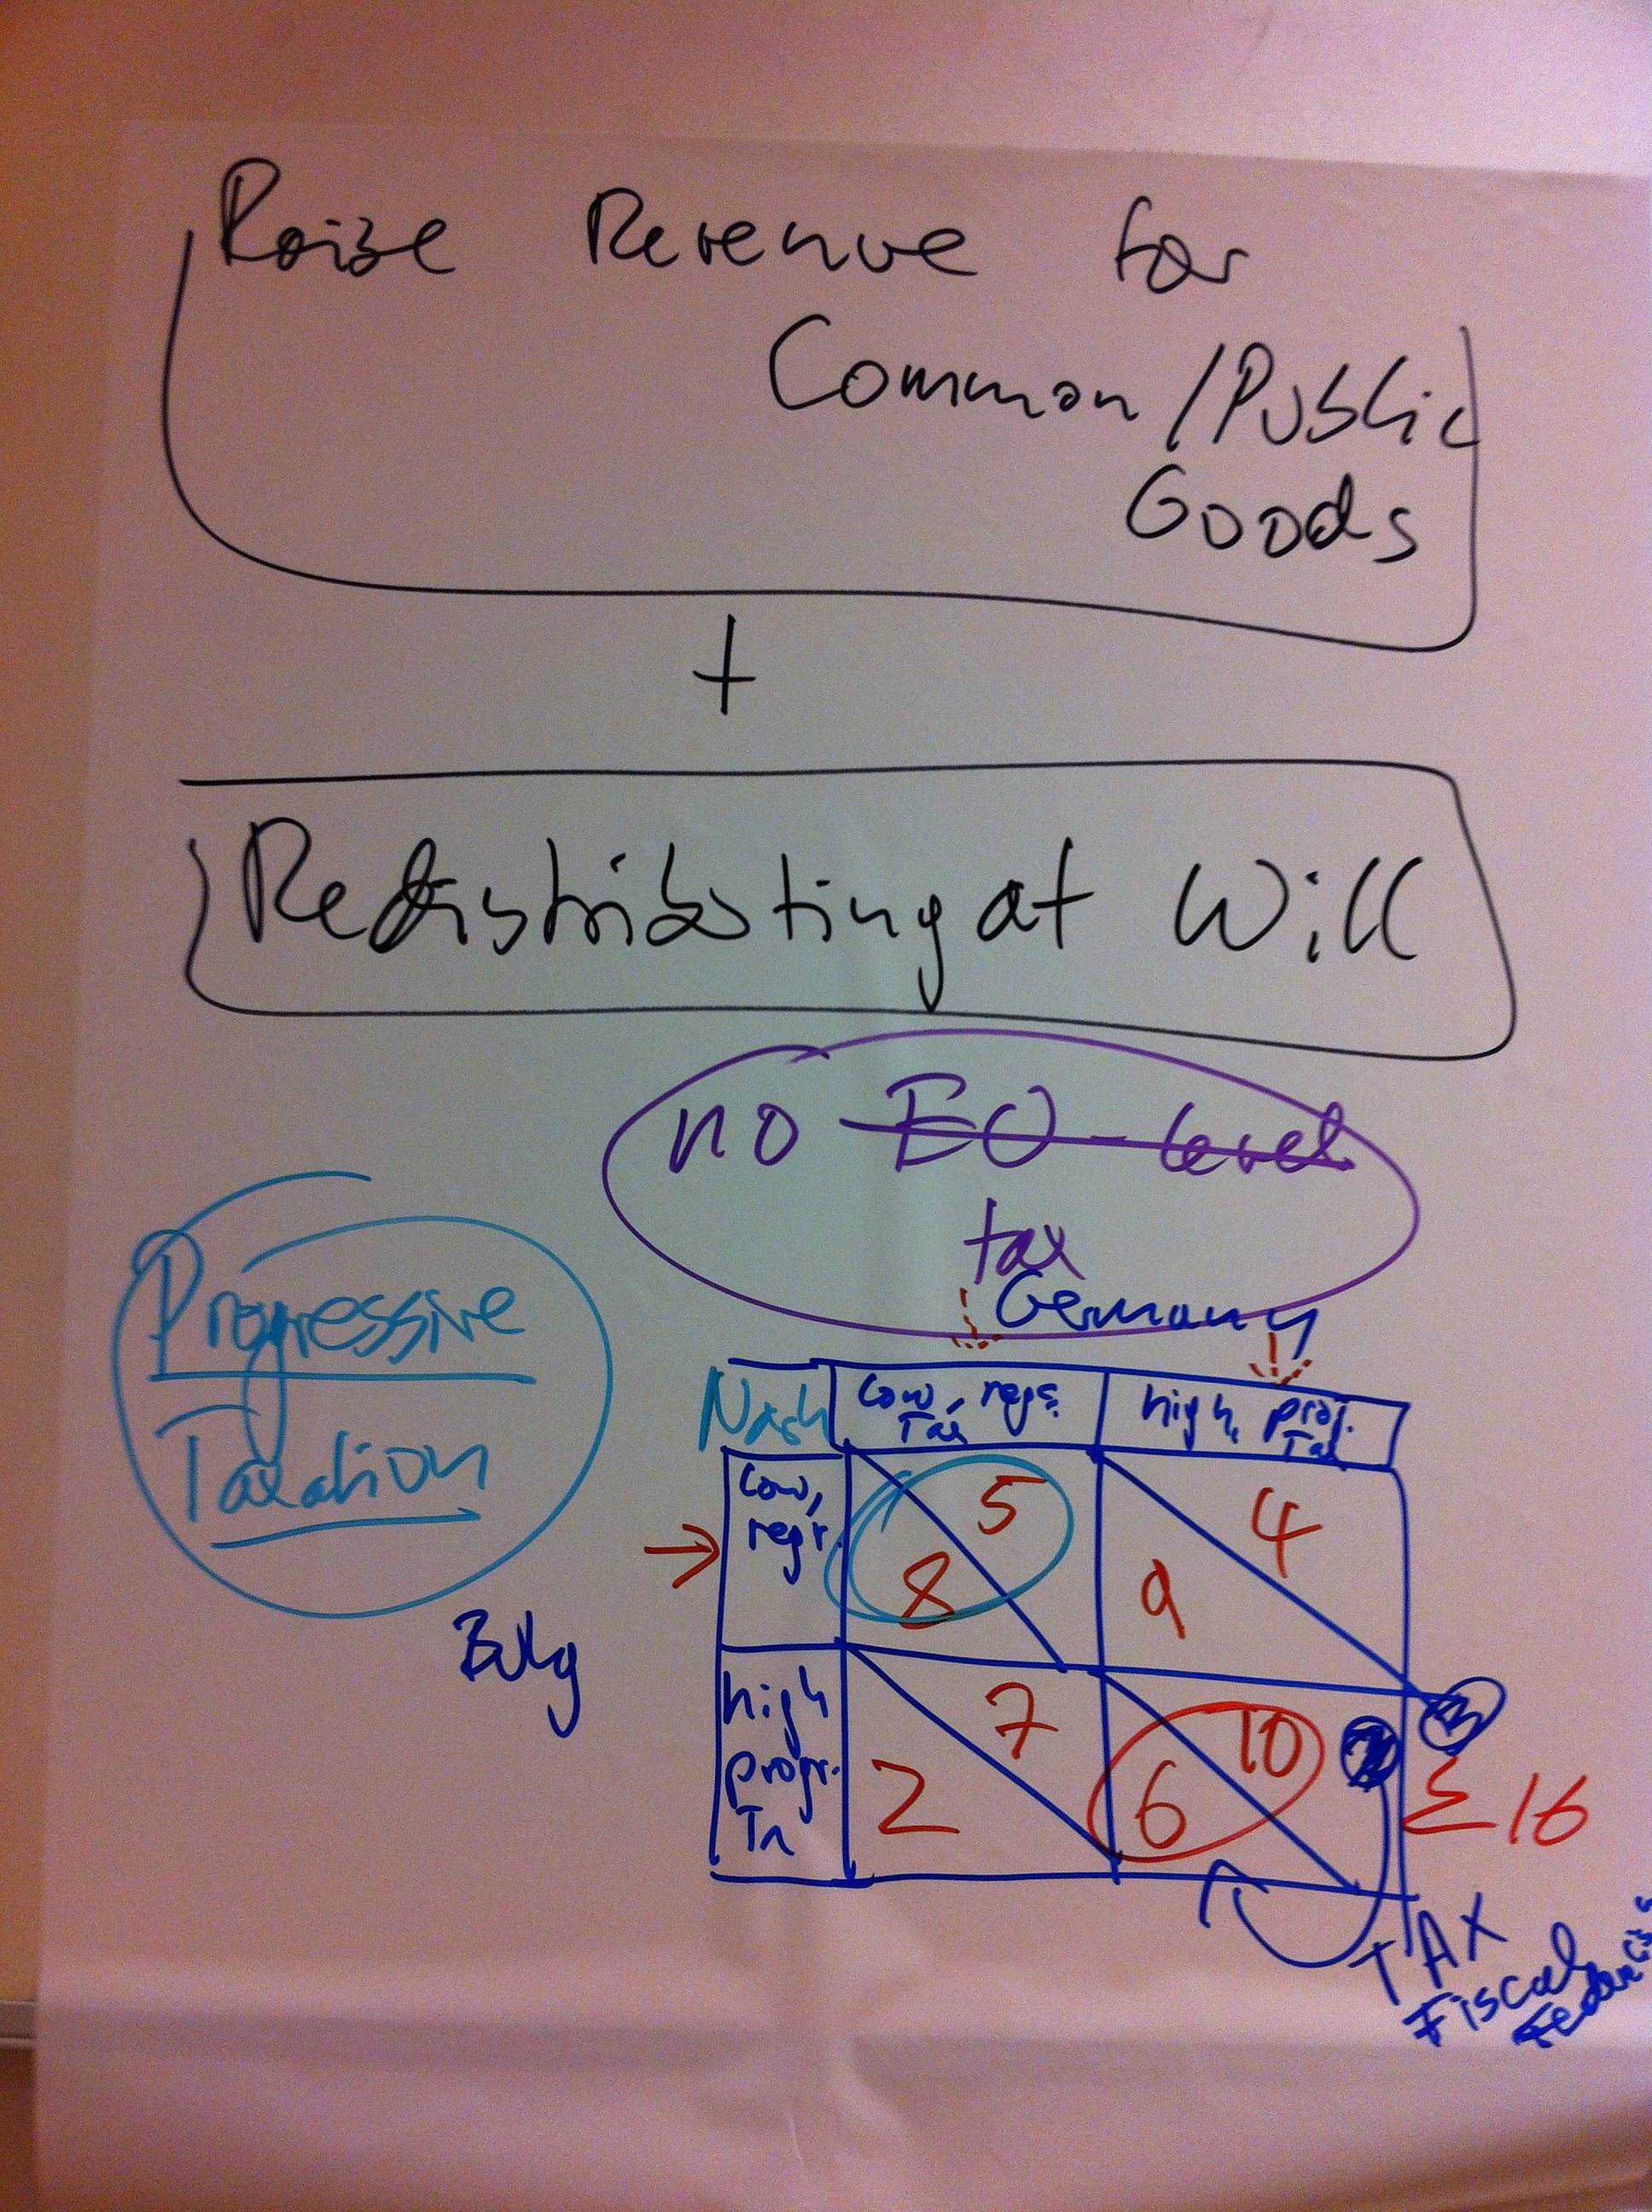 Raise Revenue for
Common/Public
Goods
+
Redistributing at Will
no EU-level
tax
Progressive
Taxation
Germany
Nash
low, regr.
Tax
high, progr.
Tax
low,
regr.
5
8
4
9
Bulg
high
progr.
Tx
7
2
10
6
3
Σ 16
TAX
Fiscal
Federalism